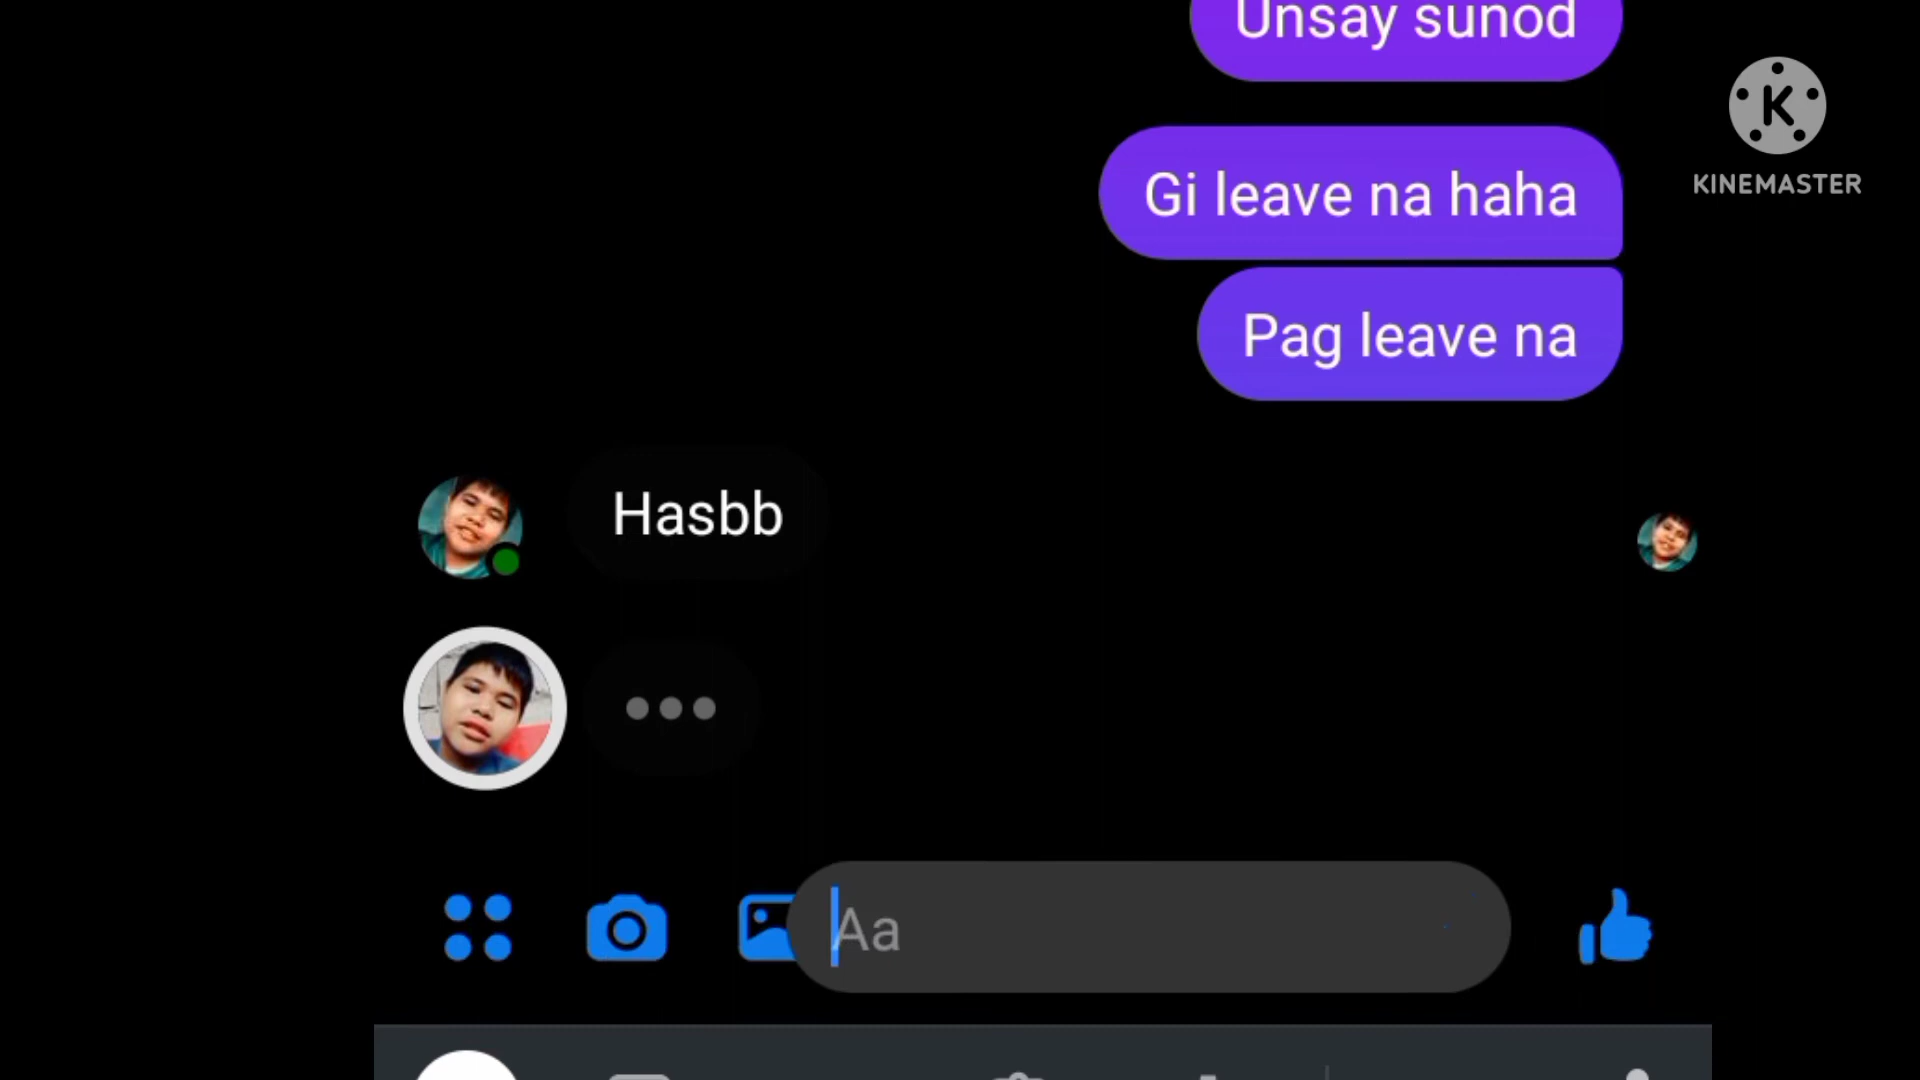 Unsay sunod
KINEMASTER
Gi leave na haha
Pag leave na
Hasbb
Aa